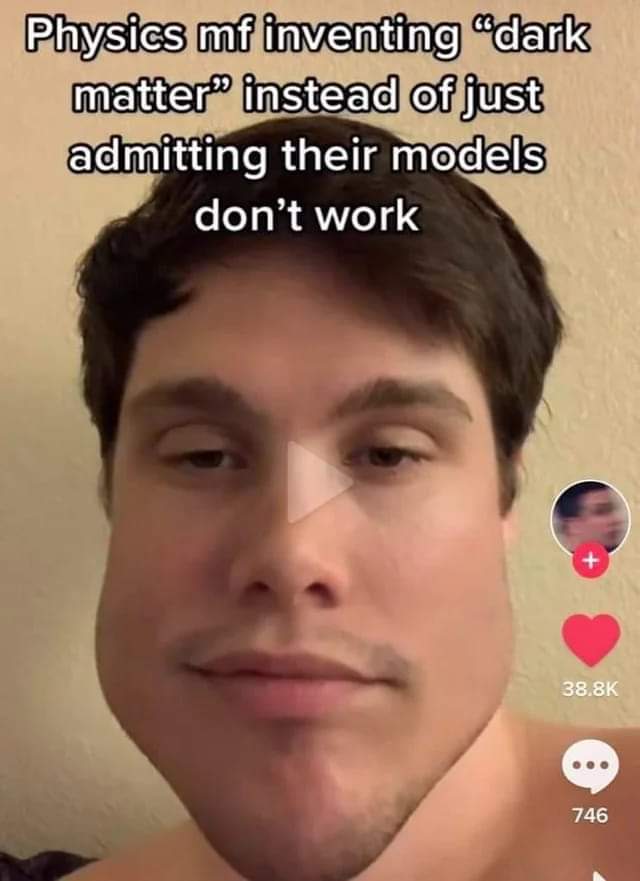 Physics mf inventing “dark
matter” instead of just
admitting their models
don’t work
38.8K
746